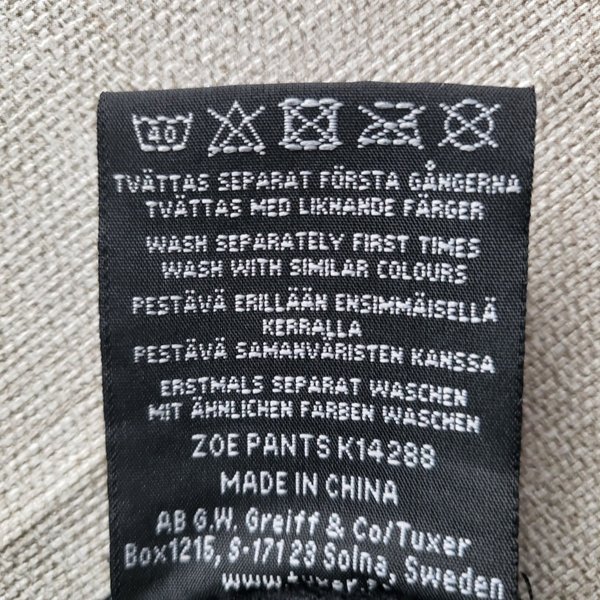 40
TVÄTTAS SEPARAT FÖRSTA GÅNGERNA
TVÄTTAS MED LIKNANDE FÄRGER
WASH SEPARATELY FIRST TIMES
WASH WITH SIMILAR COLOURS
PESTÄVÄ ERILLÄÄN ENSIMMÄISELLÄ
KERRALLA
PESTÄVÄ SAMANVÄRISTEN KANSSA
ERSTMALS SEPARAT WASCHEN
MIT ÄHNLICHEN FARBEN WASCHEN
ZOE PANTS K14288
MADE IN CHINA
AB G.W. Greiff & Co/Tuxer
Box1215, S-171 23 Solna, Sweden